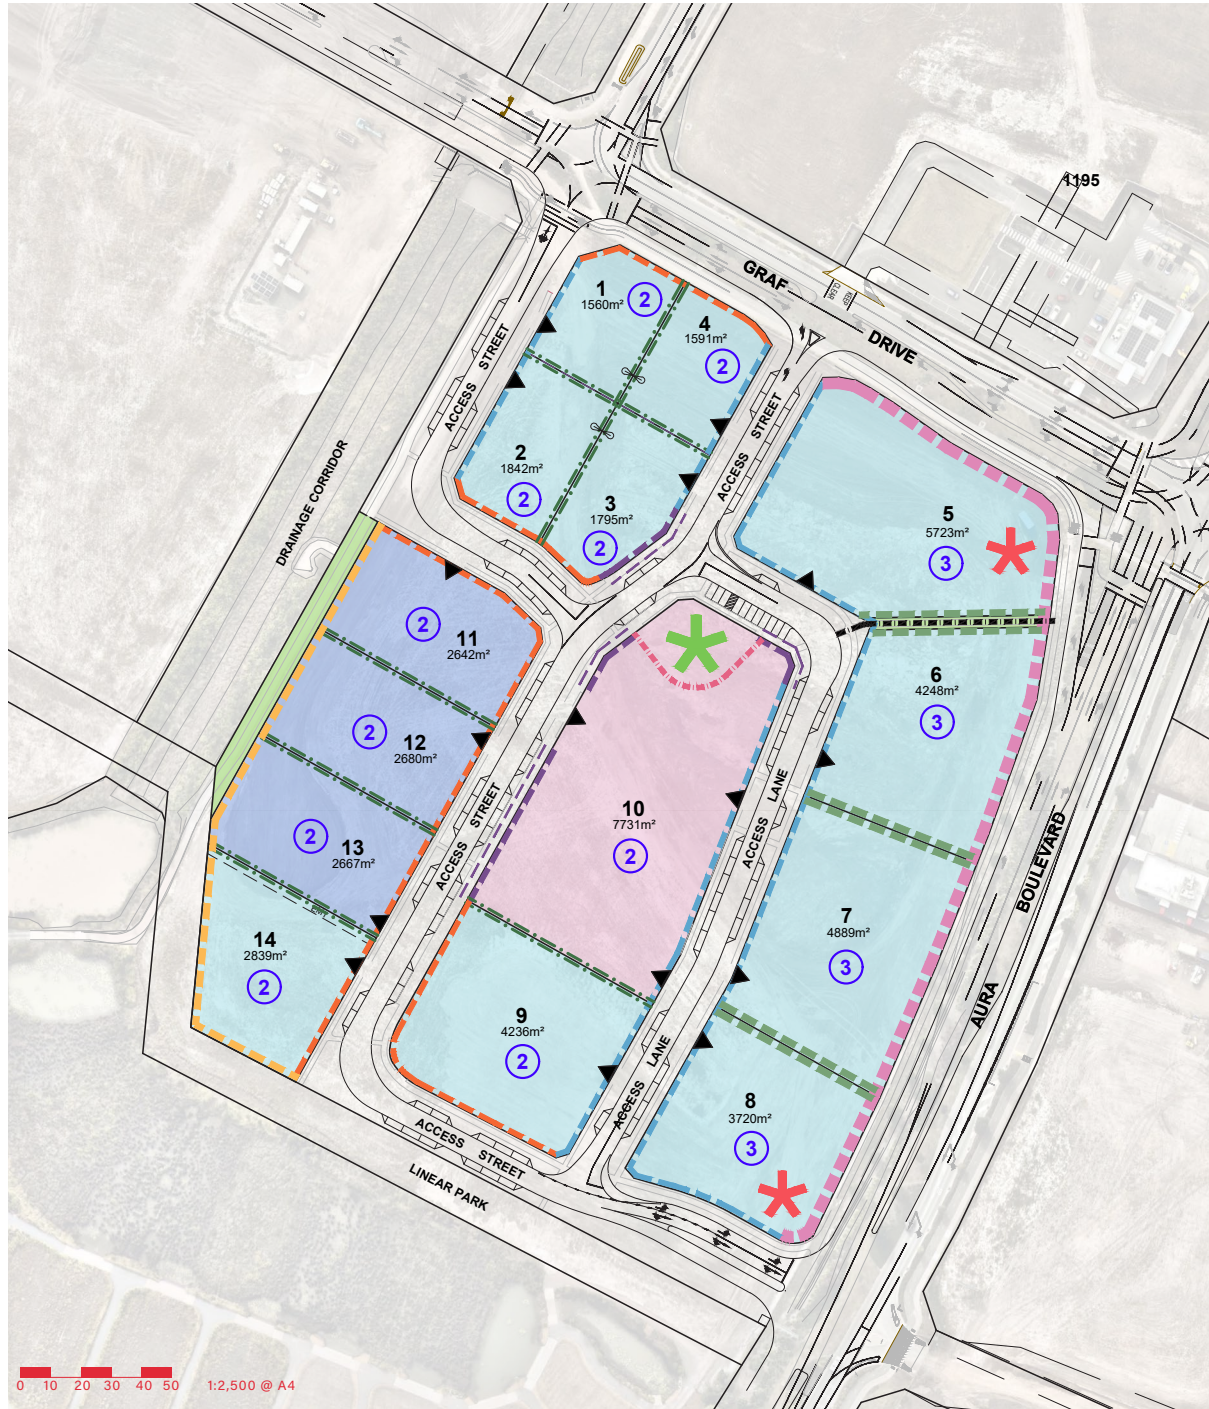 1195
GRAF
DRIVE
KEEP
CLEAR
1
1560m²
2
4
1591m²
2
ACCESS STREET
2
1842m²
2
3
1795m²
2
ACCESS STREET
DRAINAGE CORRIDOR
5
5723m²
3
11
2642m²
2
6
4248m²
3
12
2680m²
2
10
7731m²
2
13
2667m²
2
ACCESS STREET
ACCESS LANE
AURA BOULEVARD
7
4889m²
3
14
2839m²
2
9
4236m²
2
8
3720m²
3
ACCESS LANE
ACCESS STREET
LINEAR PARK
0 10 20 30 40 50
1:2,500 @ A4